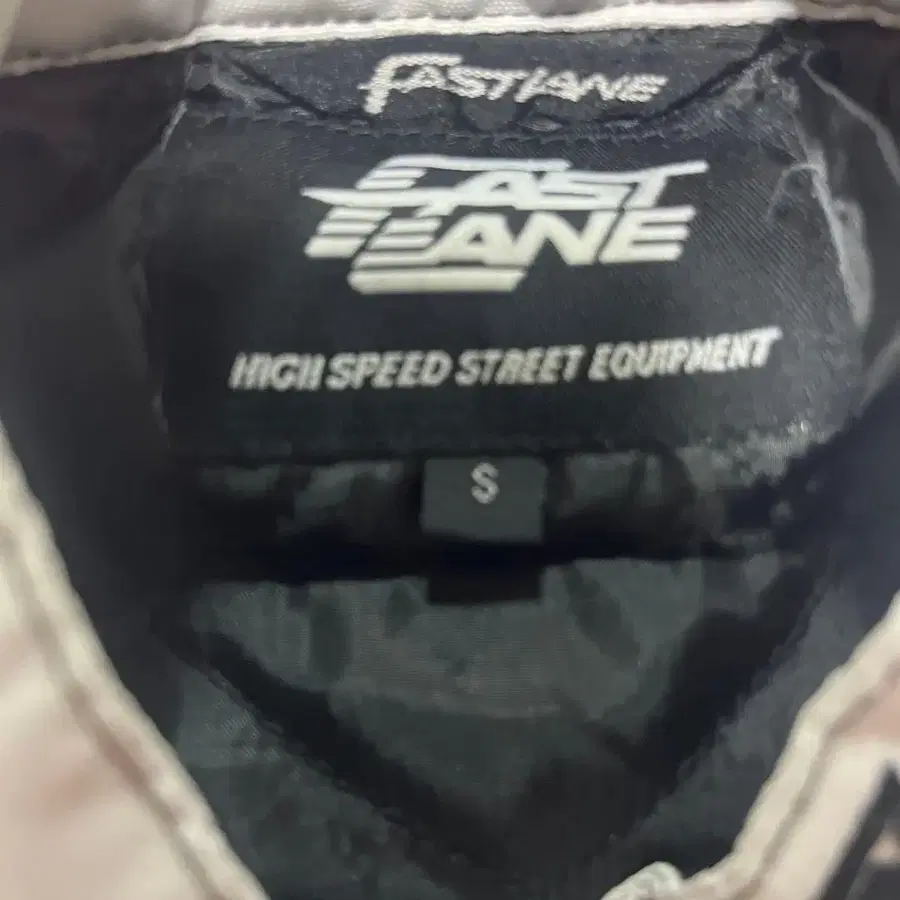 FASTLANE
FAST
LANE
HIGH SPEED STREET EQUIPMENT
S